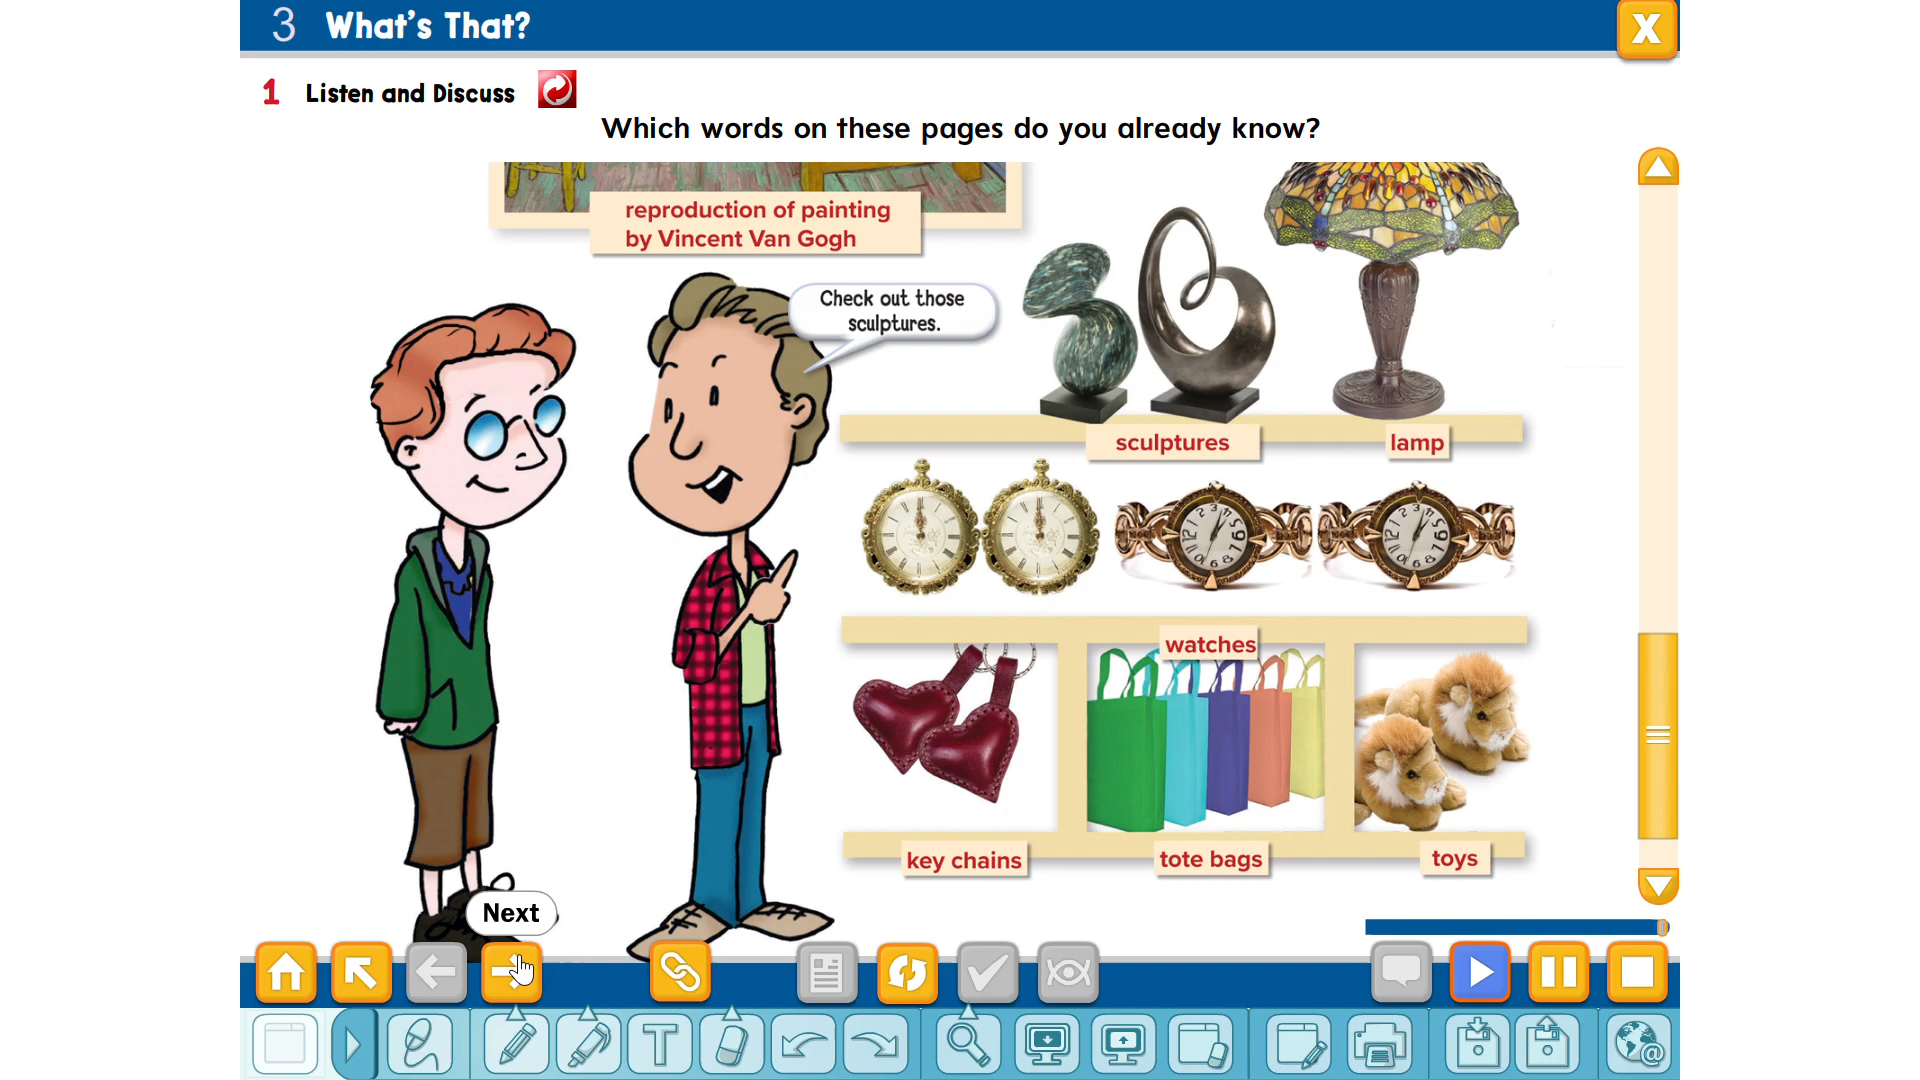 3 What's That?
X
1 Listen and Discuss
Which words on these pages do you already know?
reproduction of painting
by Vincent Van Gogh
Check out those
sculptures.
sculptures
lamp
watches
key chains
tote bags
toys
Next
T
@